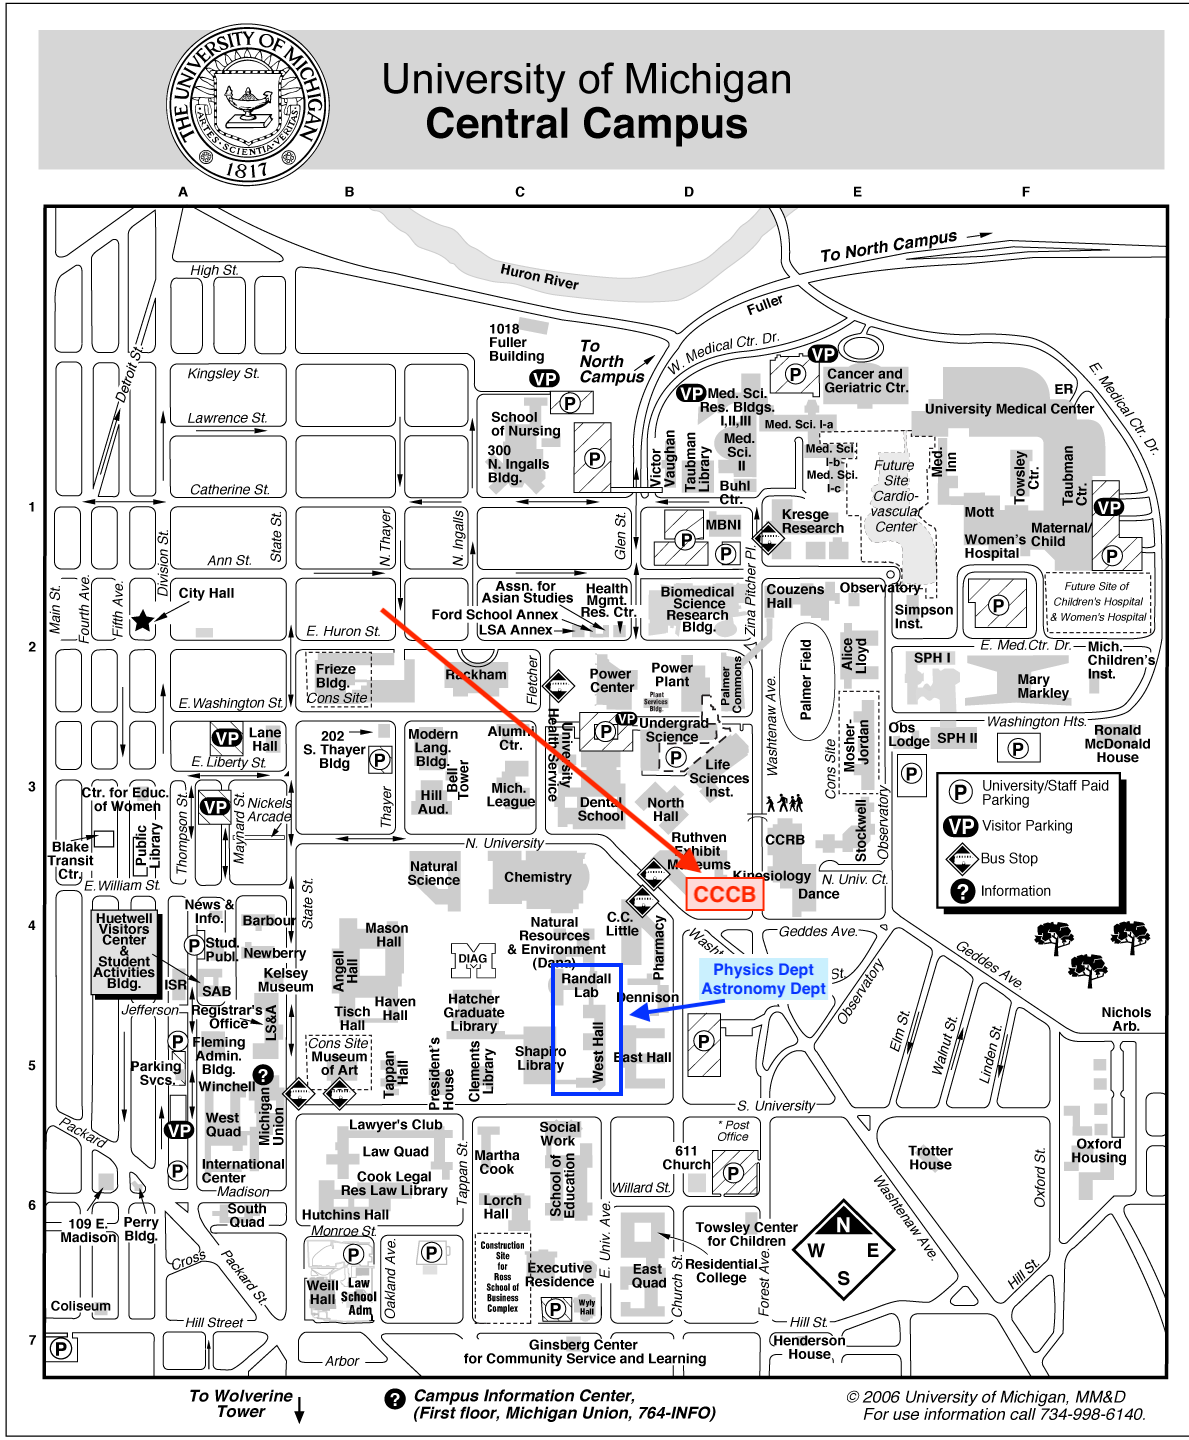 THE UNIVERSITY OF MICHIGAN
ARTES · SCIENTIA · VERITAS
1817
University of Michigan
Central Campus
A
B
C
D
E
F
To North Campus
Huron River
High St.
Fuller
1018
Fuller
Building
To
North
Campus
W. Medical Ctr. Dr.
E. Medical Ctr. Dr.
Detroit St.
Kingsley St.
VP
P
VP
P
Cancer and
Geriatric Ctr.
ER
VP
Med. Sci.
Res. Bldgs.
I,II,III
Lawrence St.
School
of Nursing
University Medical Center
Med. Sci. I-a
300
N. Ingalls
Bldg.
P
Victor
Vaughan
Taubman
Library
Med.
Sci.
II
Med. Sci.
I-b
Med. Sci.
I-c
Future
Site
Cardio-
vascular
Center
Med.
Inn
Towsley
Ctr.
Taubman
Ctr.
Catherine St.
Buhl
Ctr.
1
State St.
N. Thayer
N. Ingalls
Glen St.
P
MBNI
P
Kresge
Research
Mott
Women's
Hospital
Maternal/
Child
VP
P
Division St.
Ann St.
Main St.
Fourth Ave.
Fifth Ave.
City Hall
Assn. for
Asian Studies
Ford School Annex
LSA Annex
Health
Mgmt.
Res. Ctr.
Biomedical
Science
Research
Bldg.
Zina Pitcher Pl.
Couzens
Hall
Observatory
Simpson
Inst.
P
Future Site of
Children's Hospital
& Women's Hospital
E. Huron St.
2
E. Med.Ctr. Dr.
Mich.
Children's
Inst.
Frieze
Bldg.
Cons Site
Rackham
Fletcher
Power
Center
Power
Plant
Plant
Services
Bldg.
Palmer
Commons
Washtenaw Ave.
Palmer Field
Alice
Lloyd
SPH I
Mary
Markley
E. Washington St.
Washington Hts.
VP
Lane
Hall
202
S. Thayer
Bldg
P
Modern
Lang.
Bldg.
Alumni
Ctr.
University
Health Service
P
VP
Undergrad
Science
P
Life
Sciences
Inst.
Cons Site
Mosher-
Jordan
Obs
Lodge
SPH II
P
Ronald
McDonald
House
E. Liberty St.
3
Ctr. for Educ.
of Women
Thompson St.
VP
Maynard St.
Nickels
Arcade
Thayer
Hill
Aud.
Bell
Tower
Mich.
League
Dental
School
North
Hall
P
Stockwell
Observatory
P
University/Staff Paid
Parking
VP
Visitor Parking
Bus Stop
?
Information
Blake
Transit
Ctr.
Public
Library
N. University
Ruthven
Exhibit
Museums
CCRB
E. William St.
Natural
Science
Chemistry
CCCB
Kinesiology
Dance
N. Univ. Ct.
Huetwell
Visitors
Center
&
Student
Activities
Bldg.
News &
Info.
P
Stud.
Publ.
Barbour
Newberry
State St.
4
Mason
Hall
DIAG
M
Natural
Resources
& Environment
(Dana)
C.C.
Little
Pharmacy
Washt
Geddes Ave.
Geddes Ave.
ISR
SAB
Kelsey
Museum
Angell
Hall
Randall
Lab
Dennison
Physics Dept
Astronomy Dept
St.
Observatory
Jefferson
Registrar's
Office
LS&A
Tisch
Hall
Haven
Hall
Hatcher
Graduate
Library
Elm St.
Walnut St.
Linden St.
Nichols
Arb.
P
Fleming
Admin.
Bldg.
Cons Site
Museum
of Art
Tappan
Hall
President's
House
Clements
Library
Shapiro
Library
West Hall
East Hall
P
5
Parking
Svcs.
Winchell
?
Michigan
Union
West
Quad
S. University
Packard
VP
P
International
Center
Lawyer's Club
Law Quad
Cook Legal
Res Law Library
Tappan St.
Martha
Cook
Social
Work
School of
Education
611
Church
* Post
Office
P
Trotter
House
Oxford St.
Oxford
Housing
Madison
Willard St.
6
109 E.
Madison
Perry
Bldg.
South
Quad
Hutchins Hall
Lorch
Hall
E. Univ. Ave.
Washtenaw Ave.
Cross
Packard St.
Monroe St.
P
Oakland Ave.
P
Construction
Site
for
Ross
School of
Business
Complex
Executive
Residence
East
Quad
Church St.
Towsley Center
for Children
Residential
College
Forest Ave.
N
W
E
S
Hill St.
Coliseum
Weill
Hall
Law
School
Adm
P
Wyly
Hall
Hill Street
Hill St.
7
P
Arbor
Ginsberg Center
for Community Service and Learning
Henderson
House
To Wolverine
Tower
?
Campus Information Center,
(First floor, Michigan Union, 764-INFO)
© 2006 University of Michigan, MM&D
For use information call 734-998-6140.